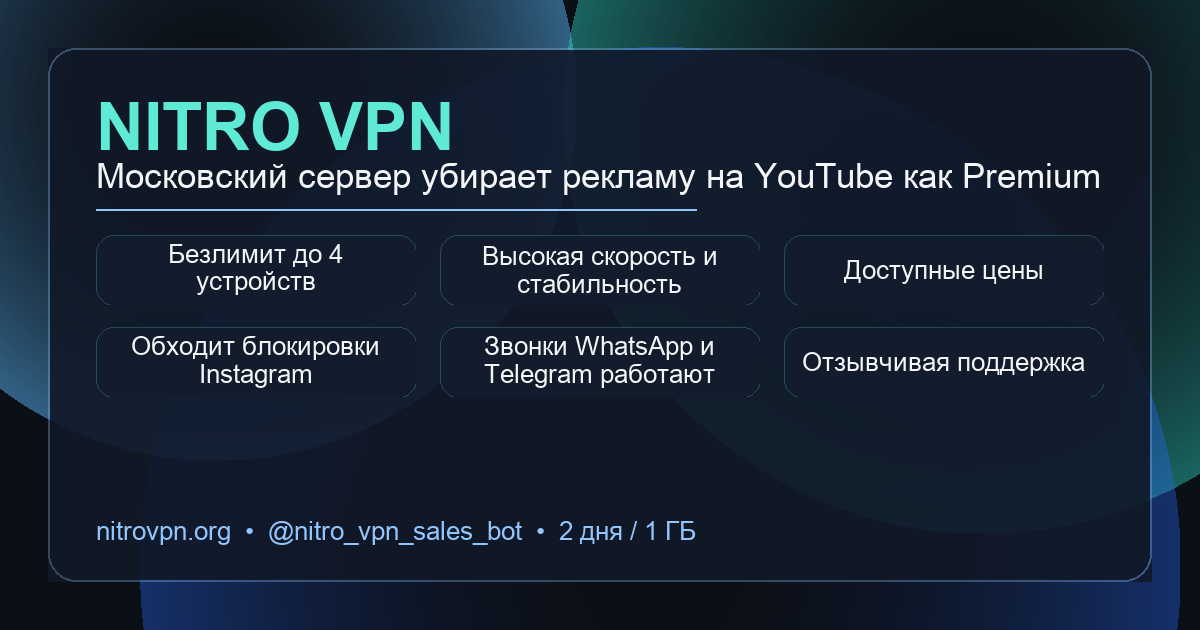 NITRO VPN
Московский сервер убирает рекламу на YouTube как Premium
Безлимит до 4
устройств
Высокая скорость и
стабильность
Доступные цены
Обходит блокировки
Instagram
Звонки WhatsApp и
Telegram работают
Отзывчивая поддержка
nitrovpn.org • @nitro_vpn_sales_bot • 2 дня / 1 ГБ